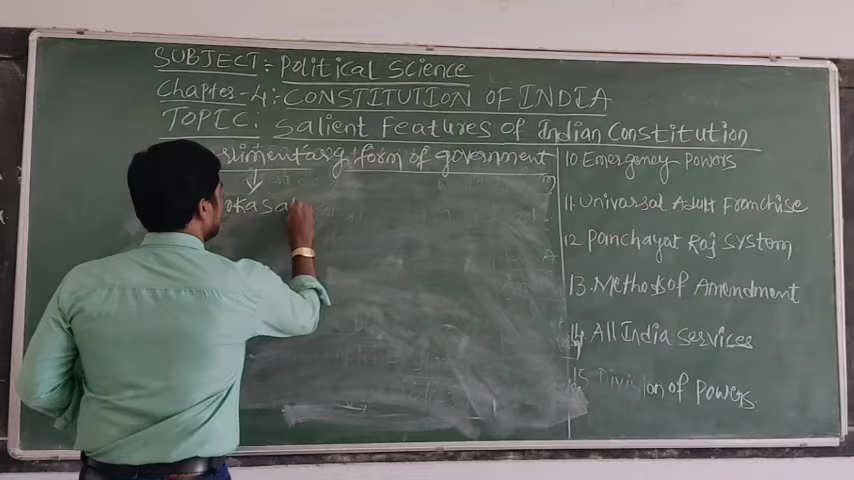 SUBJECT:- Political Science
Chapter-4:- CONSTITUTION OF INDIA
TOPIC: Salient Features of Indian Constitution
form of government
okasa
10 Emergency Powers
11. Universal Adult Franchise
12 Panchayat Raj System
13. Methods of Amendment
14 All India Services
15 Division of Powers